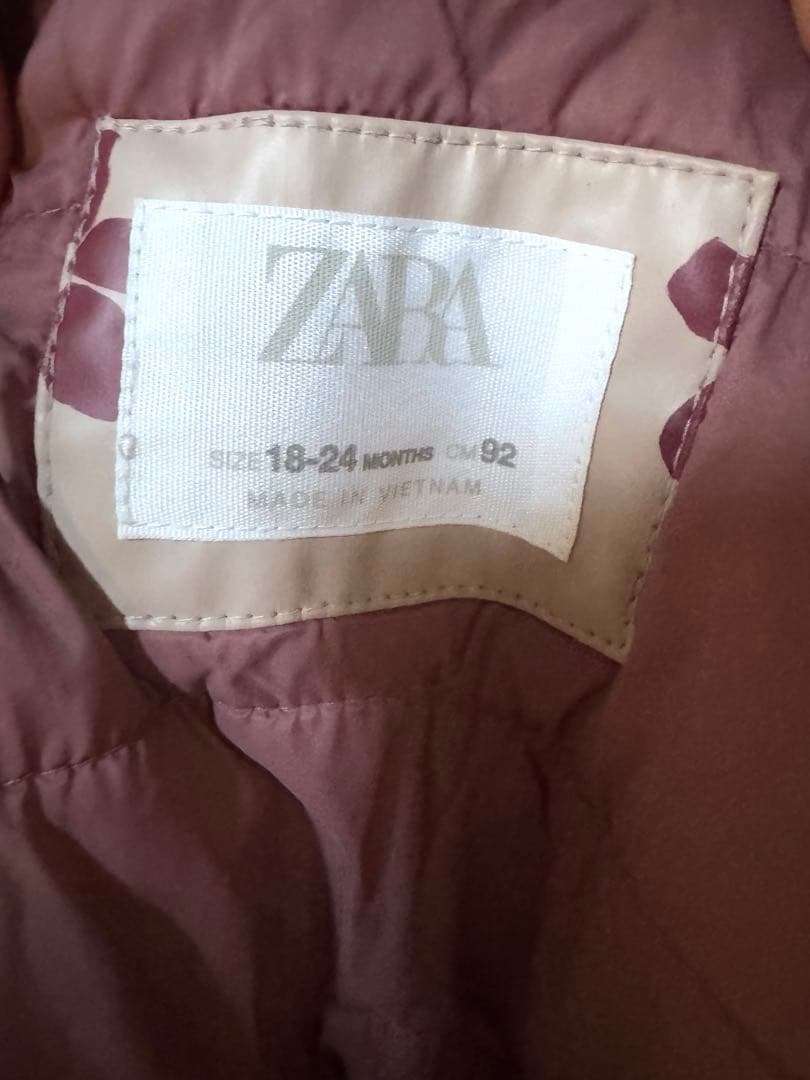 ZARA
SIZE 18-24 MONTHS CM 92
MADE IN VIETNAM